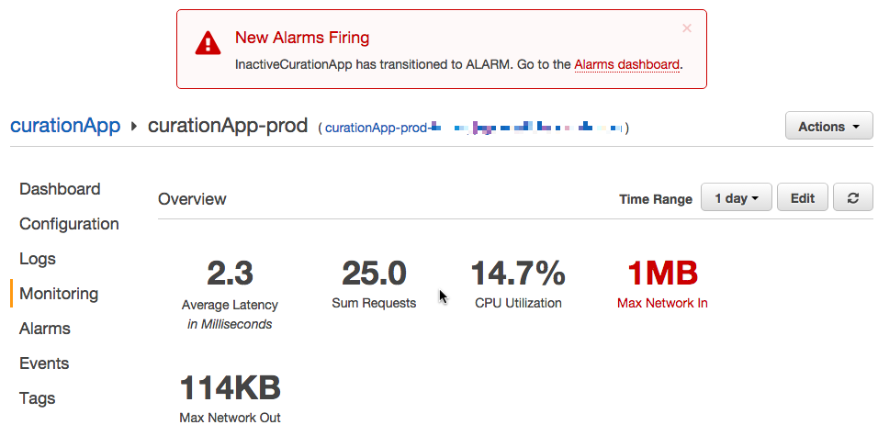 New Alarms Firing
×
InactiveCurationApp has transitioned to ALARM. Go to the Alarms dashboard.
curationApp ▸ curationApp-prod ( curationApp-prod- )
Actions
Dashboard
Configuration
Logs
Monitoring
Alarms
Events
Tags
Overview
Time Range 1 day Edit
2.3
Average Latency
in Milliseconds
25.0
Sum Requests
14.7%
CPU Utilization
1MB
Max Network In
114KB
Max Network Out